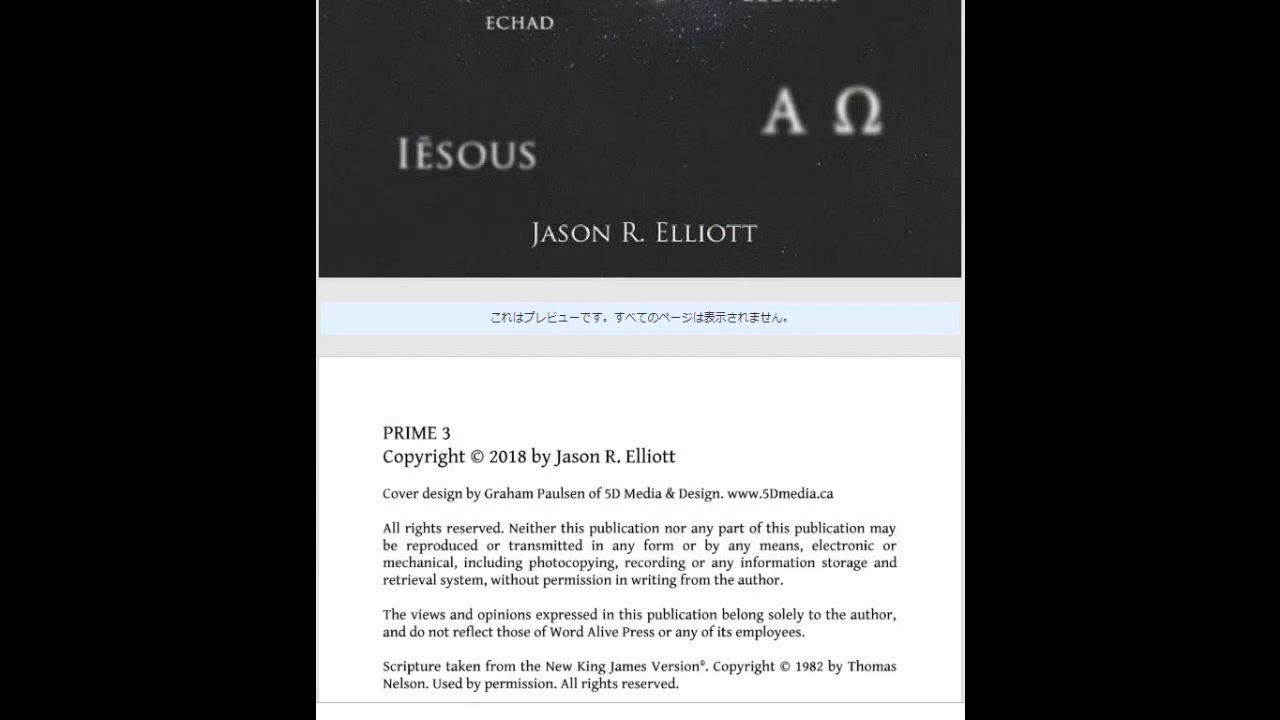 ECHAD
Α Ω
IĒSOUS
JASON R. ELLIOTT
これはプレビューです。すべてのページは表示されません。
PRIME 3
Copyright © 2018 by Jason R. Elliott
Cover design by Graham Paulsen of 5D Media & Design. www.5Dmedia.ca
All rights reserved. Neither this publication nor any part of this publication may
be reproduced or transmitted in any form or by any means, electronic or
mechanical, including photocopying, recording or any information storage and
retrieval system, without permission in writing from the author.
The views and opinions expressed in this publication belong solely to the author,
and do not reflect those of Word Alive Press or any of its employees.
Scripture taken from the New King James Version®. Copyright © 1982 by Thomas
Nelson. Used by permission. All rights reserved.